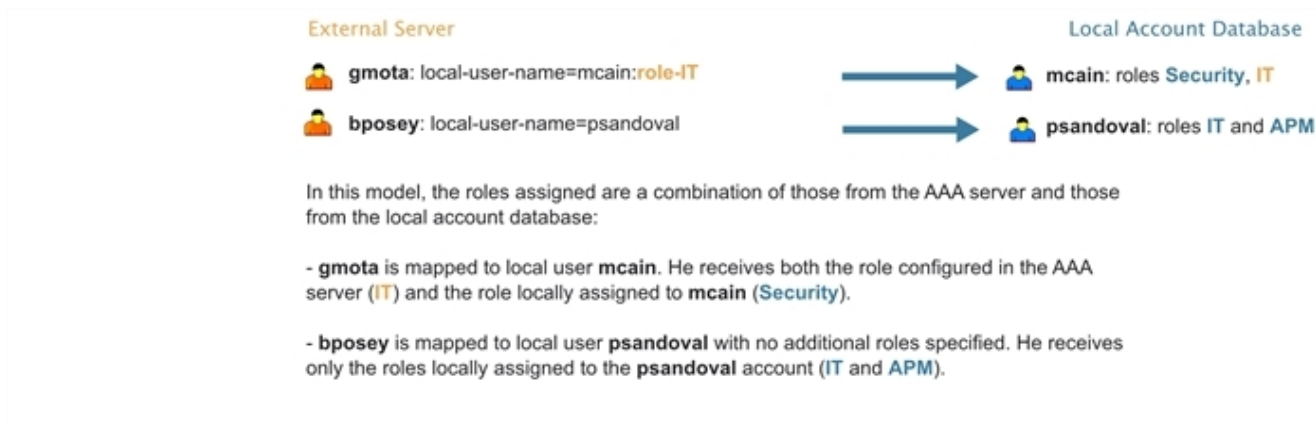 External Server
Local Account Database
gmota: local-user-name=mcain:role-IT
mcain: roles Security, IT
bposey: local-user-name=psandoval
psandoval: roles IT and APM
In this model, the roles assigned are a combination of those from the AAA server and those
from the local account database:
- gmota is mapped to local user mcain. He receives both the role configured in the AAA
server (IT) and the role locally assigned to mcain (Security).
- bposey is mapped to local user psandoval with no additional roles specified. He receives
only the roles locally assigned to the psandoval account (IT and APM).